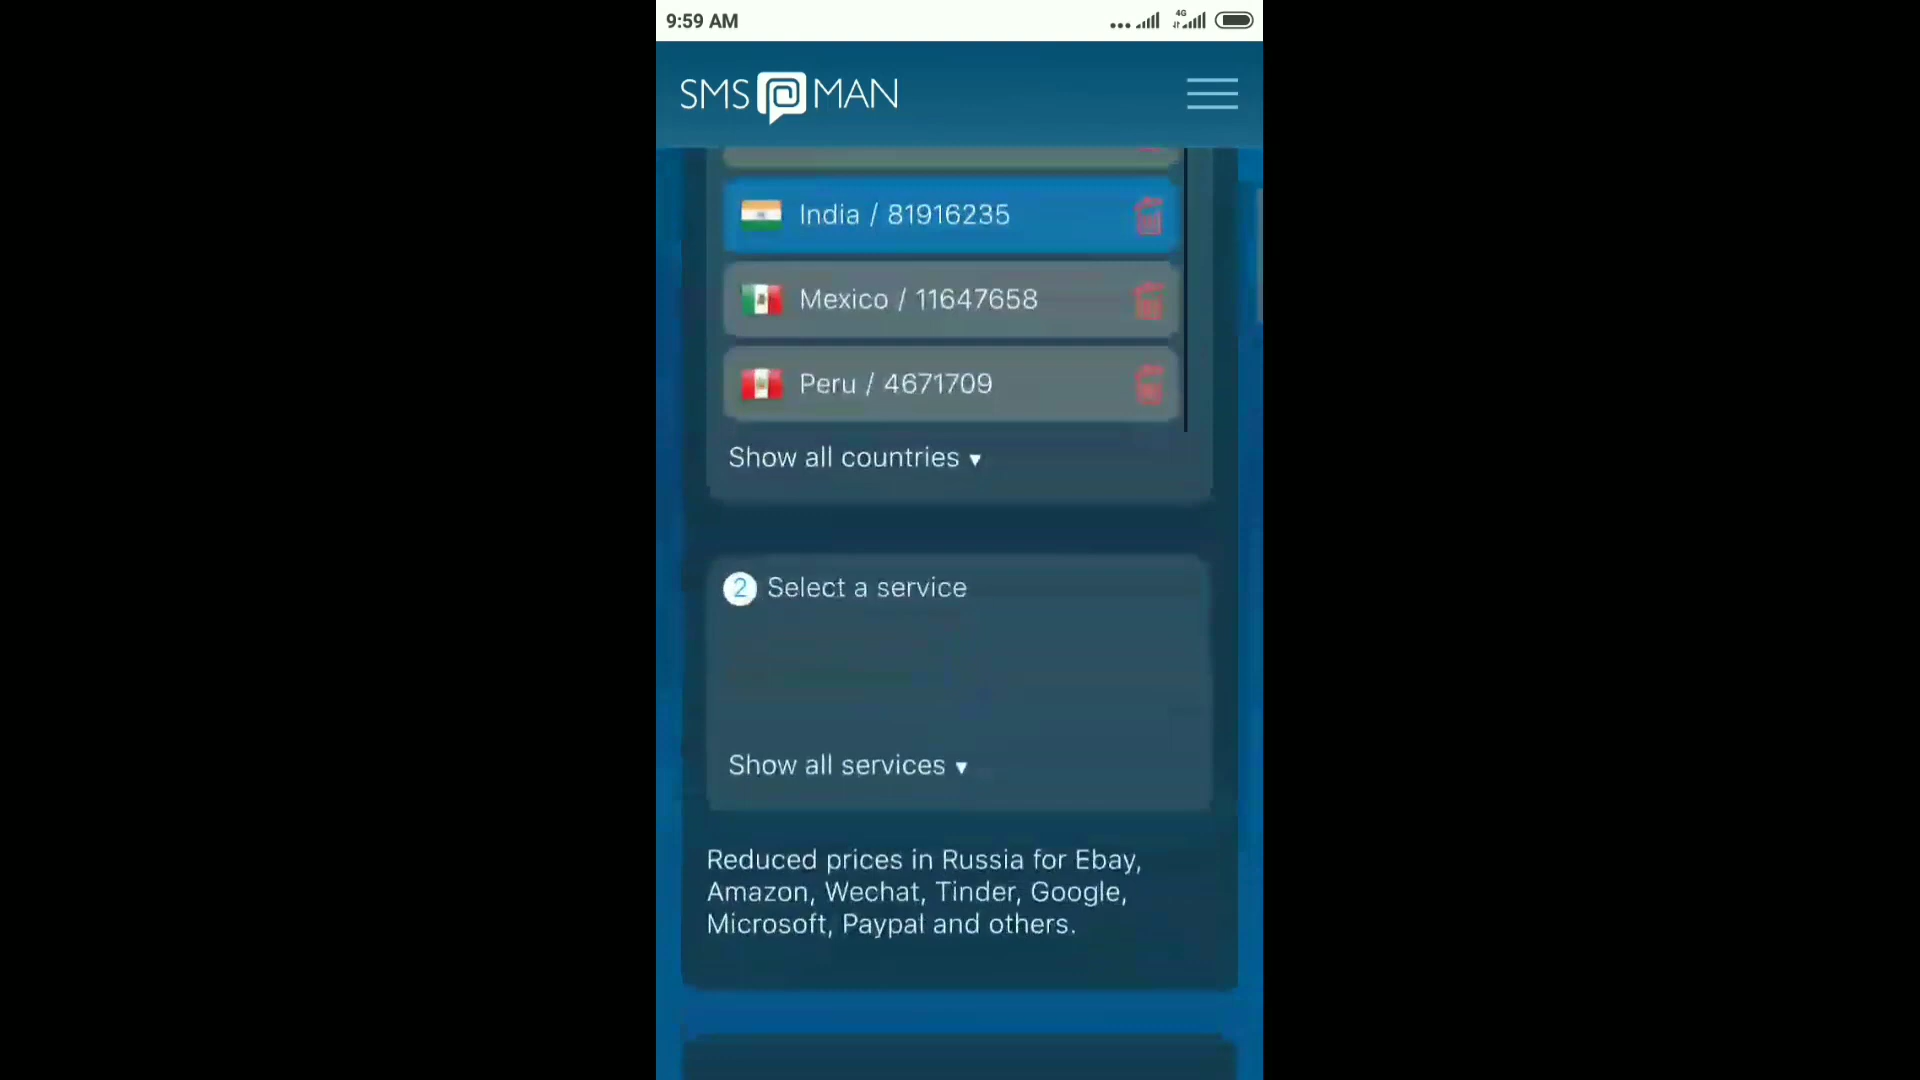 9:59 AM
4G
SMS MAN
India / 81916235
Mexico / 11647658
Peru / 4671709
Show all countries ▾
2 Select a service
Show all services ▾
Reduced prices in Russia for Ebay,
Amazon, Wechat, Tinder, Google,
Microsoft, Paypal and others.